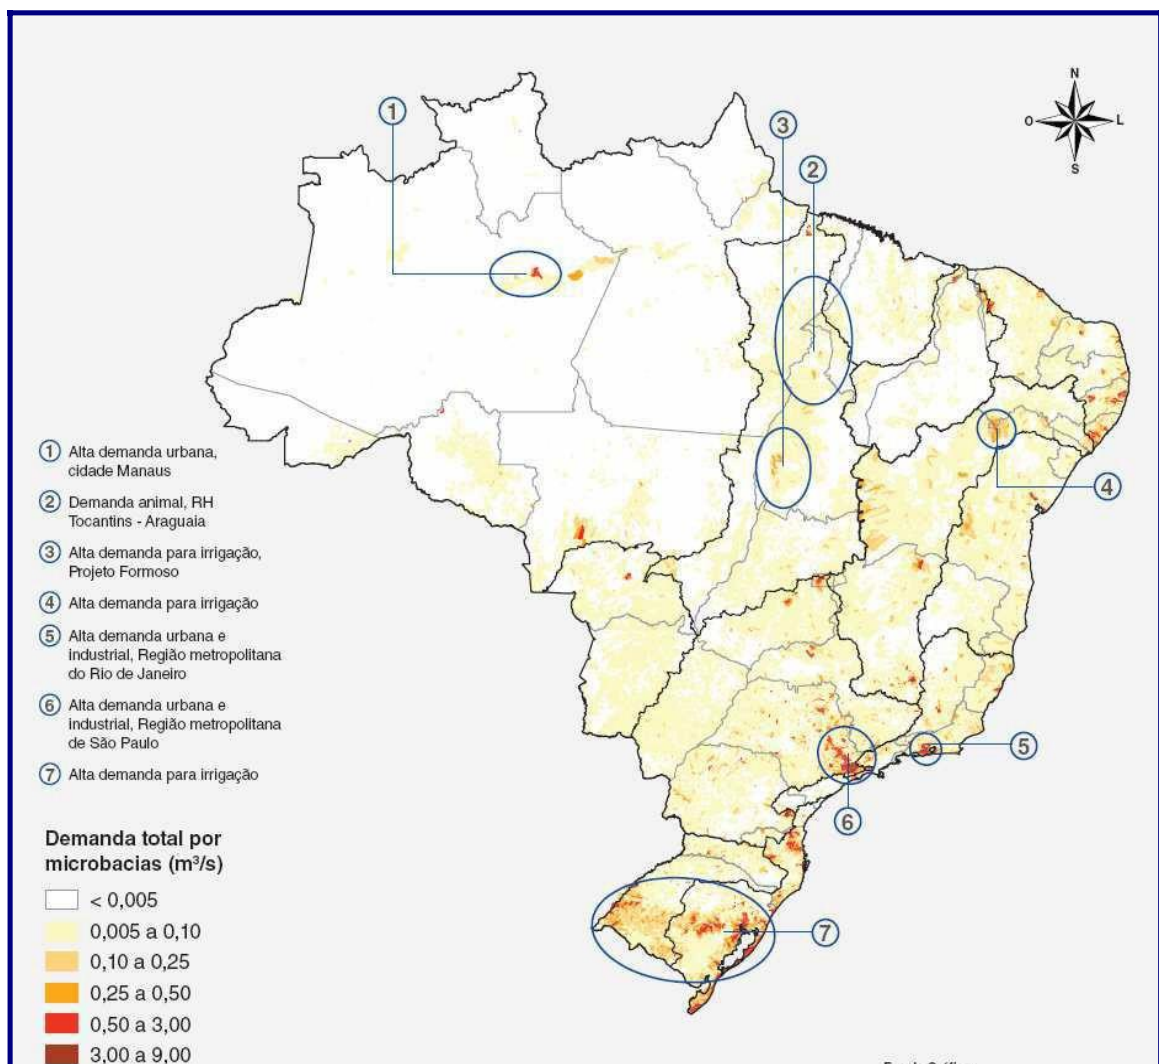 N
O
L
S
1
3
2
4
5
6
7
1 Alta demanda urbana,
cidade Manaus
2 Demanda animal, RH
Tocantins - Araguaia
3 Alta demanda para irrigação,
Projeto Formoso
4 Alta demanda para irrigação
5 Alta demanda urbana e
industrial, Região metropolitana
do Rio de Janeiro
6 Alta demanda urbana e
industrial, Região metropolitana
de São Paulo
7 Alta demanda para irrigação
Demanda total por
microbacias (m³/s)
< 0,005
0,005 a 0,10
0,10 a 0,25
0,25 a 0,50
0,50 a 3,00
3,00 a 9,00